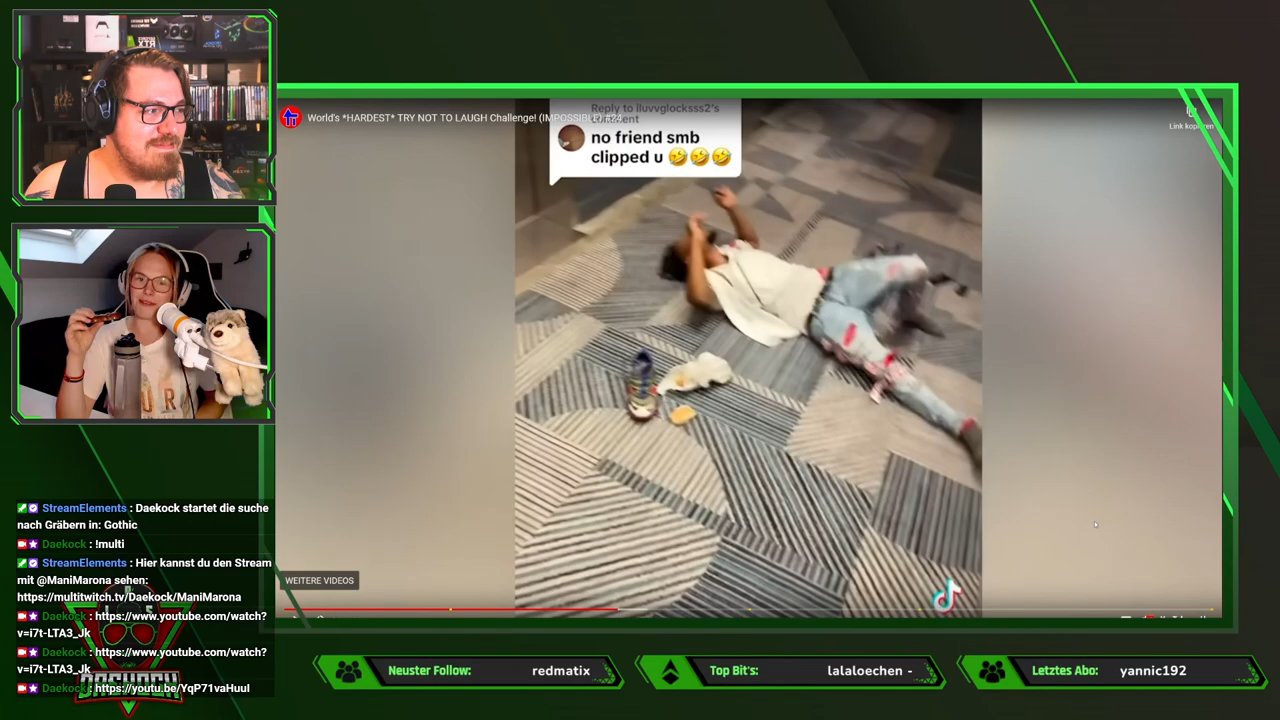 World's *HARDEST* TRY NOT TO LAUGH Challenge! (IMPOSSIBLE) #24
Link kopieren
Reply to iluvvglocksss2's
comment
no friend smb
clipped u 🤣🤣🤣
WEITERE VIDEOS
StreamElements : Daekock startet die suche
nach Gräbern in: Gothic
Daekock : !multi
StreamElements : Hier kannst du den Stream
mit @ManiMarona sehen:
https://multitwitch.tv/Daekock/ManiMarona
Daekock : https://www.youtube.com/watch?
v=i7t-LTA3_Jk
Daekock : https://www.youtube.com/watch?
v=i7t-LTA3_Jk
Daekock : https://youtu.be/YqP71vaHuuI
DAEKOCK
Neuster Follow: redmatix
Top Bit's: lalaloechen -
Letztes Abo: yannic192